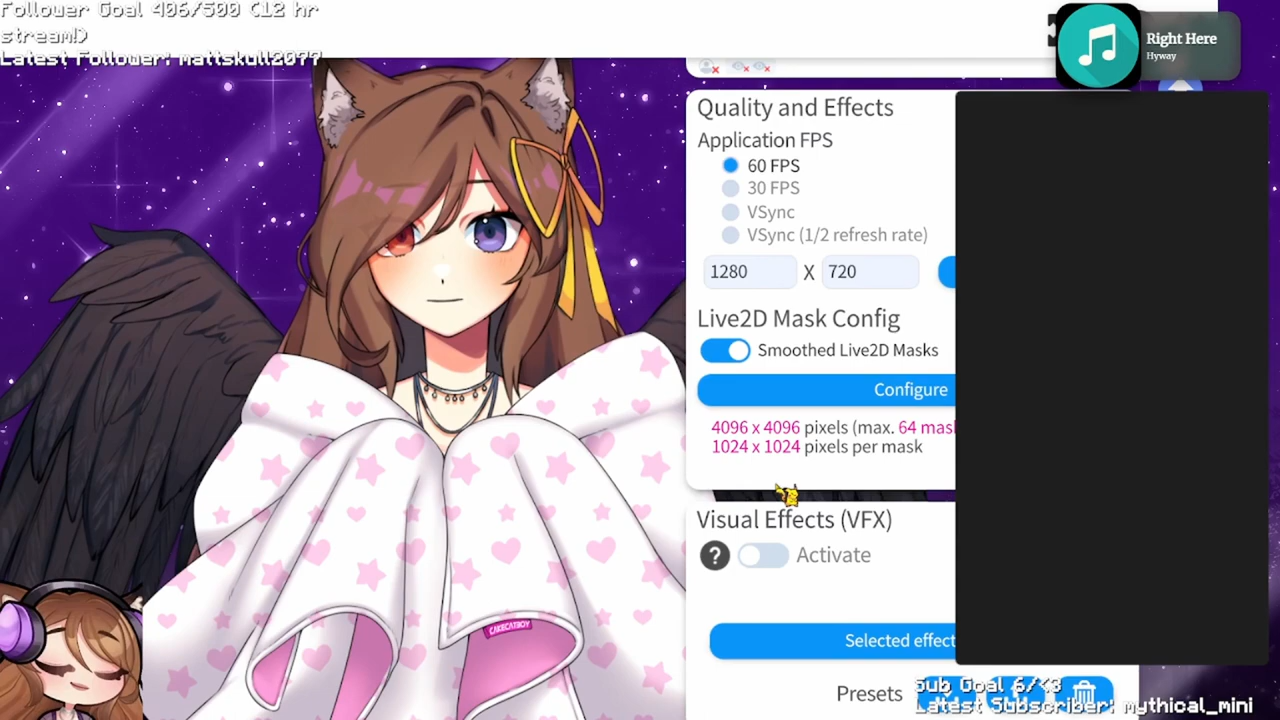 Follower Goal 406/500 (12 hr
stream!)
Latest Follower: mattskull2077
Right Here
Hyway
Quality and Effects
Application FPS
60 FPS
30 FPS
VSync
VSync (1/2 refresh rate)
1280 X 720
Live2D Mask Config
Smoothed Live2D Masks
Configure
4096 x 4096 pixels (max. 64 mas
1024 x 1024 pixels per mask
Visual Effects (VFX)
? Activate
CAKECATBOY
Selected effect
Presets
Sub Goal 6/
Latest Subscriber: mythical_mini